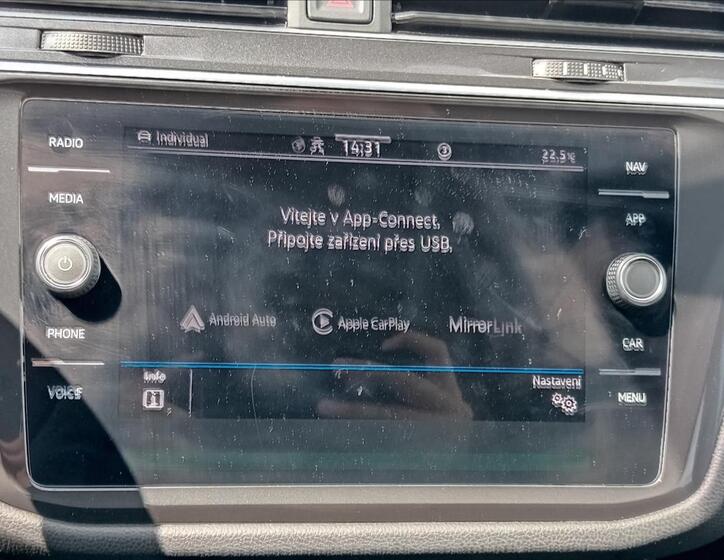 RADIO
MEDIA
PHONE
VOICE
Individual
14:31
3
22.5°C
Vítejte v App-Connect.
Připojte zařízení přes USB.
Android Auto
Apple CarPlay
MirrorLink
Info
i
Nastavení
NAV
APP
CAR
MENU